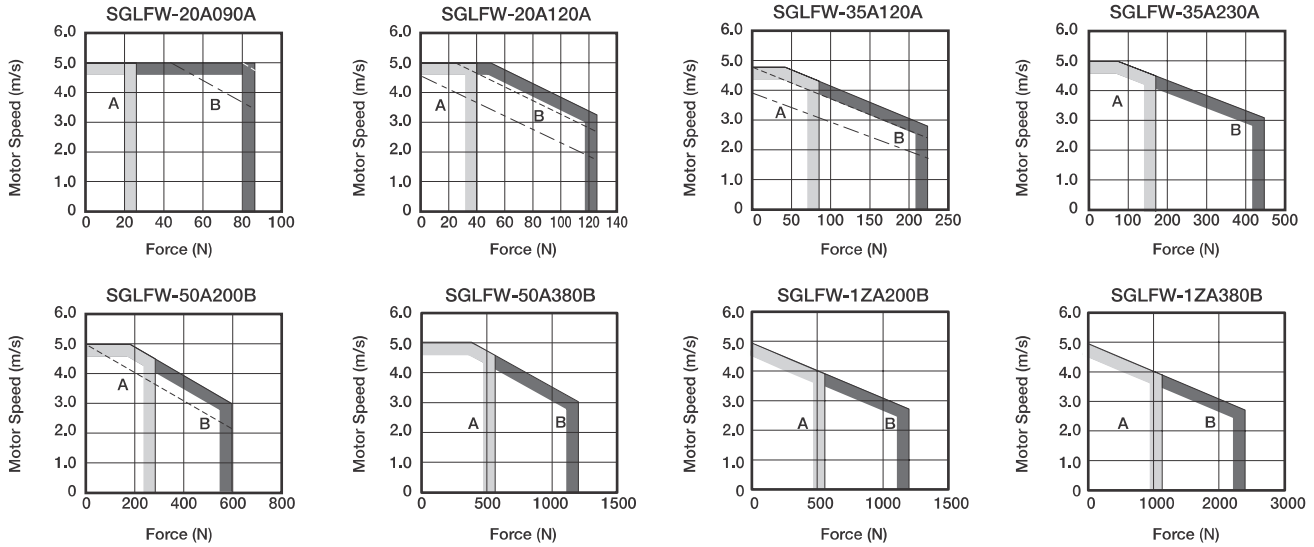 SGLFW-20A090A
Motor Speed (m/s)
6.0
5.0
4.0
3.0
2.0
1.0
0
A
B
0 20 40 60 80 100
Force (N)
SGLFW-20A120A
Motor Speed (m/s)
6.0
5.0
4.0
3.0
2.0
1.0
0
A
B
0 20 40 60 80 100 120 140
Force (N)
SGLFW-35A120A
Motor Speed (m/s)
6.0
5.0
4.0
3.0
2.0
1.0
0
A
B
0 50 100 150 200 250
Force (N)
SGLFW-35A230A
Motor Speed (m/s)
6.0
5.0
4.0
3.0
2.0
1.0
0
A
B
0 100 200 300 400 500
Force (N)
SGLFW-50A200B
Motor Speed (m/s)
6.0
5.0
4.0
3.0
2.0
1.0
0
A
B
0 200 400 600 800
Force (N)
SGLFW-50A380B
Motor Speed (m/s)
6.0
5.0
4.0
3.0
2.0
1.0
0
A
B
0 500 1000 1500
Force (N)
SGLFW-1ZA200B
Motor Speed (m/s)
6.0
5.0
4.0
3.0
2.0
1.0
0
A
B
0 500 1000 1500
Force (N)
SGLFW-1ZA380B
Motor Speed (m/s)
6.0
5.0
4.0
3.0
2.0
1.0
0
A
B
0 1000 2000 3000
Force (N)